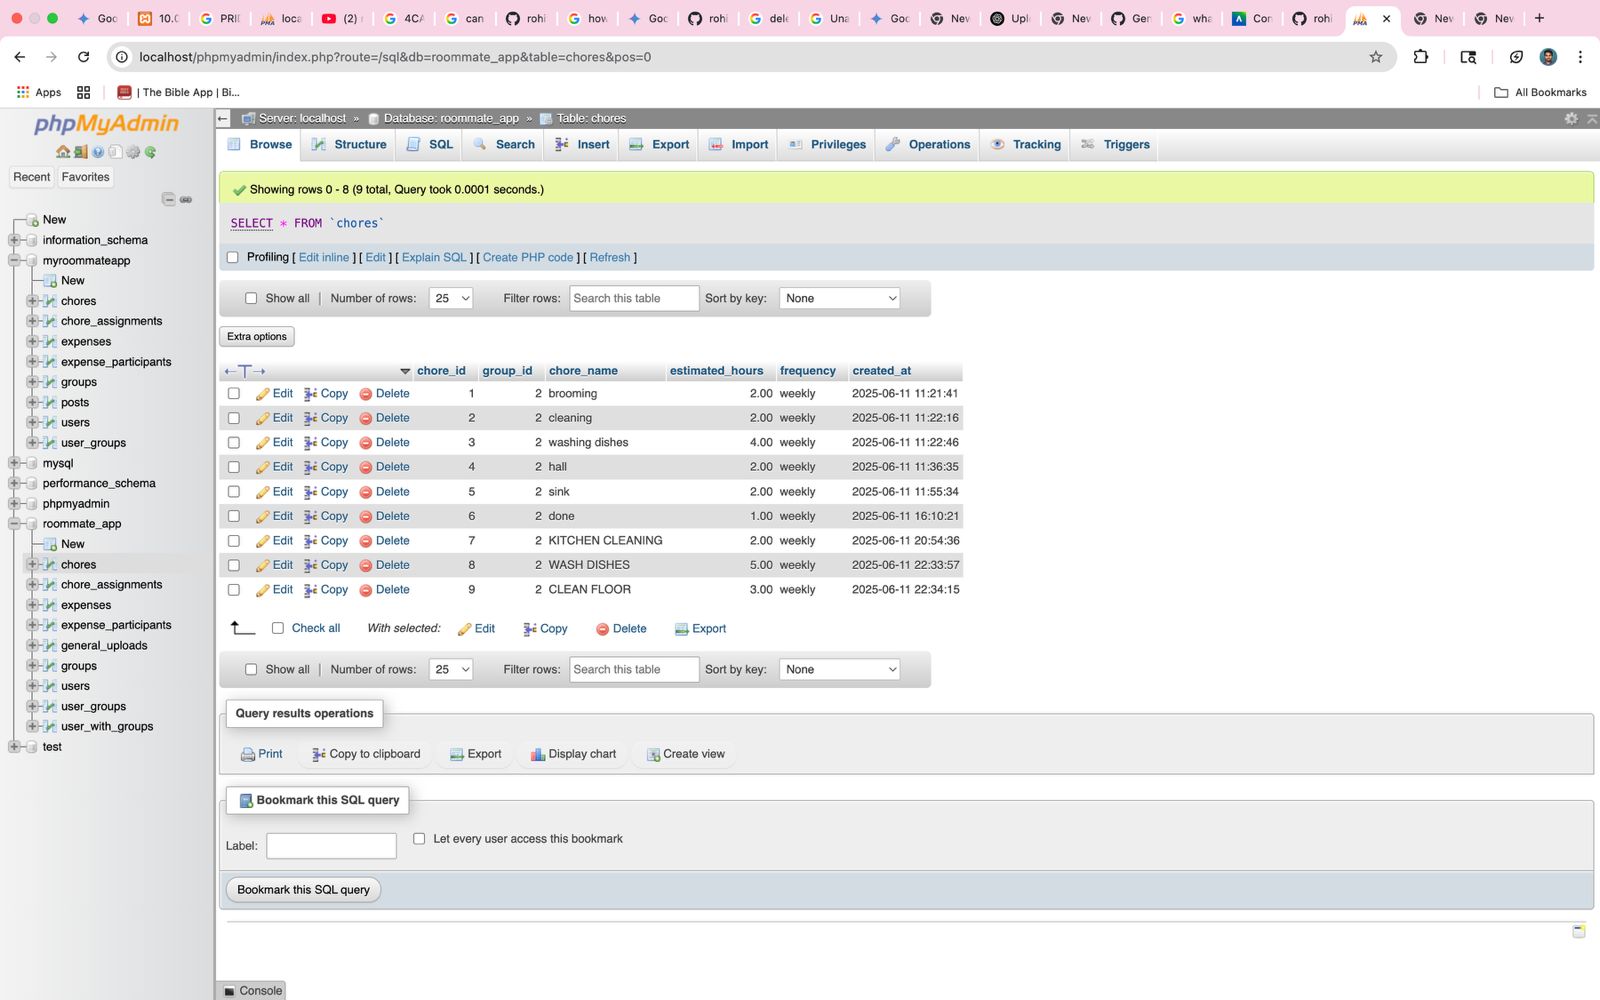 Goo
10.0
PRI
loca
(2)
4CA
can
rohi
how
Goo
rohi
dele
Una
Goo
New
Uplo
New
Ger
wha
Con
rohi
New
New
localhost/phpmyadmin/index.php?route=/sql&db=roommate_app&table=chores&pos=0
Apps
| The Bible App | Bi...
All Bookmarks
phpMyAdmin
Recent
Favorites
New
information_schema
myroommateapp
New
chores
chore_assignments
expenses
expense_participants
groups
posts
users
user_groups
mysql
performance_schema
phpmyadmin
roommate_app
New
chores
chore_assignments
expenses
expense_participants
general_uploads
groups
users
user_groups
user_with_groups
test
Server: localhost » Database: roommate_app » Table: chores
Browse Structure SQL Search Insert Export Import Privileges Operations Tracking Triggers
Showing rows 0 - 8 (9 total, Query took 0.0001 seconds.)
SELECT * FROM `chores`
Profiling [ Edit inline ] [ Edit ] [ Explain SQL ] [ Create PHP code ] [ Refresh ]
Show all | Number of rows: 25 Filter rows: Search this table Sort by key: None
Extra options
chore_id group_id chore_name estimated_hours frequency created_at
Edit Copy Delete 1 2 brooming 2.00 weekly 2025-06-11 11:21:41
Edit Copy Delete 2 2 cleaning 2.00 weekly 2025-06-11 11:22:16
Edit Copy Delete 3 2 washing dishes 4.00 weekly 2025-06-11 11:22:46
Edit Copy Delete 4 2 hall 2.00 weekly 2025-06-11 11:36:35
Edit Copy Delete 5 2 sink 2.00 weekly 2025-06-11 11:55:34
Edit Copy Delete 6 2 done 1.00 weekly 2025-06-11 16:10:21
Edit Copy Delete 7 2 KITCHEN CLEANING 2.00 weekly 2025-06-11 20:54:36
Edit Copy Delete 8 2 WASH DISHES 5.00 weekly 2025-06-11 22:33:57
Edit Copy Delete 9 2 CLEAN FLOOR 3.00 weekly 2025-06-11 22:34:15
Check all With selected: Edit Copy Delete Export
Show all | Number of rows: 25 Filter rows: Search this table Sort by key: None
Query results operations
Print Copy to clipboard Export Display chart Create view
Bookmark this SQL query
Label: Let every user access this bookmark
Bookmark this SQL query
Console